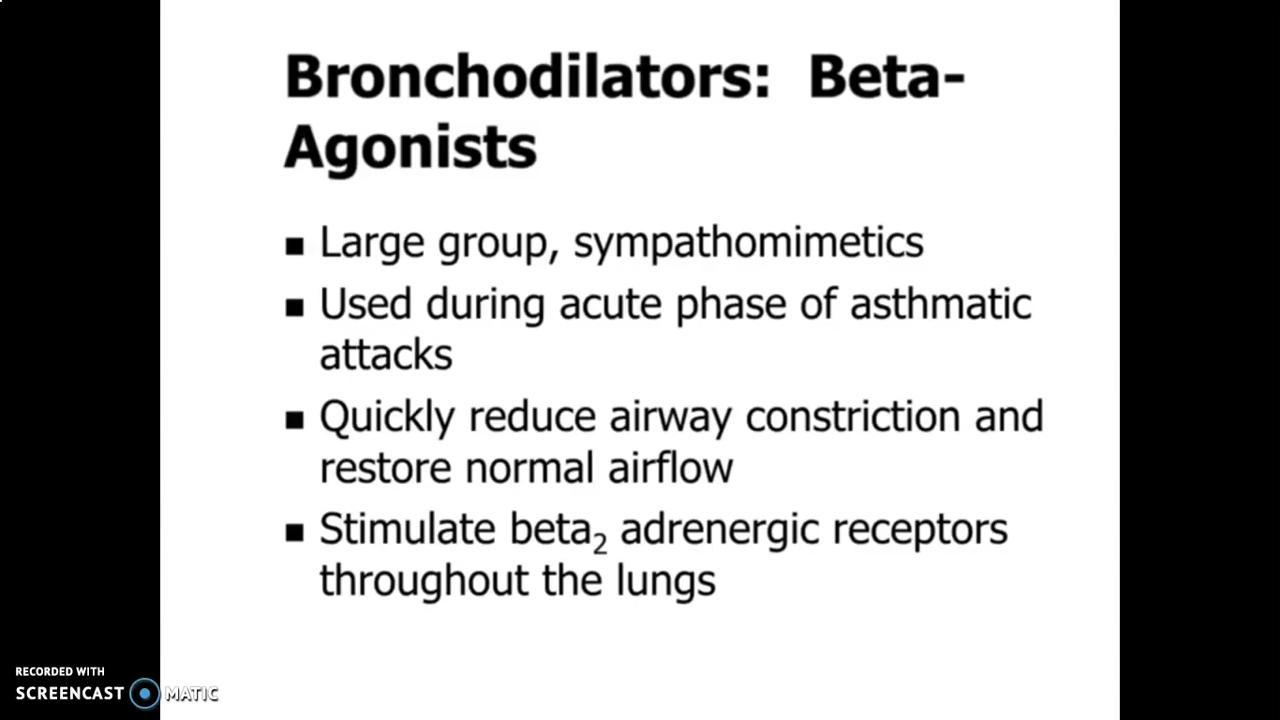 Bronchodilators: Beta-
Agonists
■ Large group, sympathomimetics
■ Used during acute phase of asthmatic
attacks
■ Quickly reduce airway constriction and
restore normal airflow
■ Stimulate beta₂ adrenergic receptors
throughout the lungs
RECORDED WITH
SCREENCAST MATIC